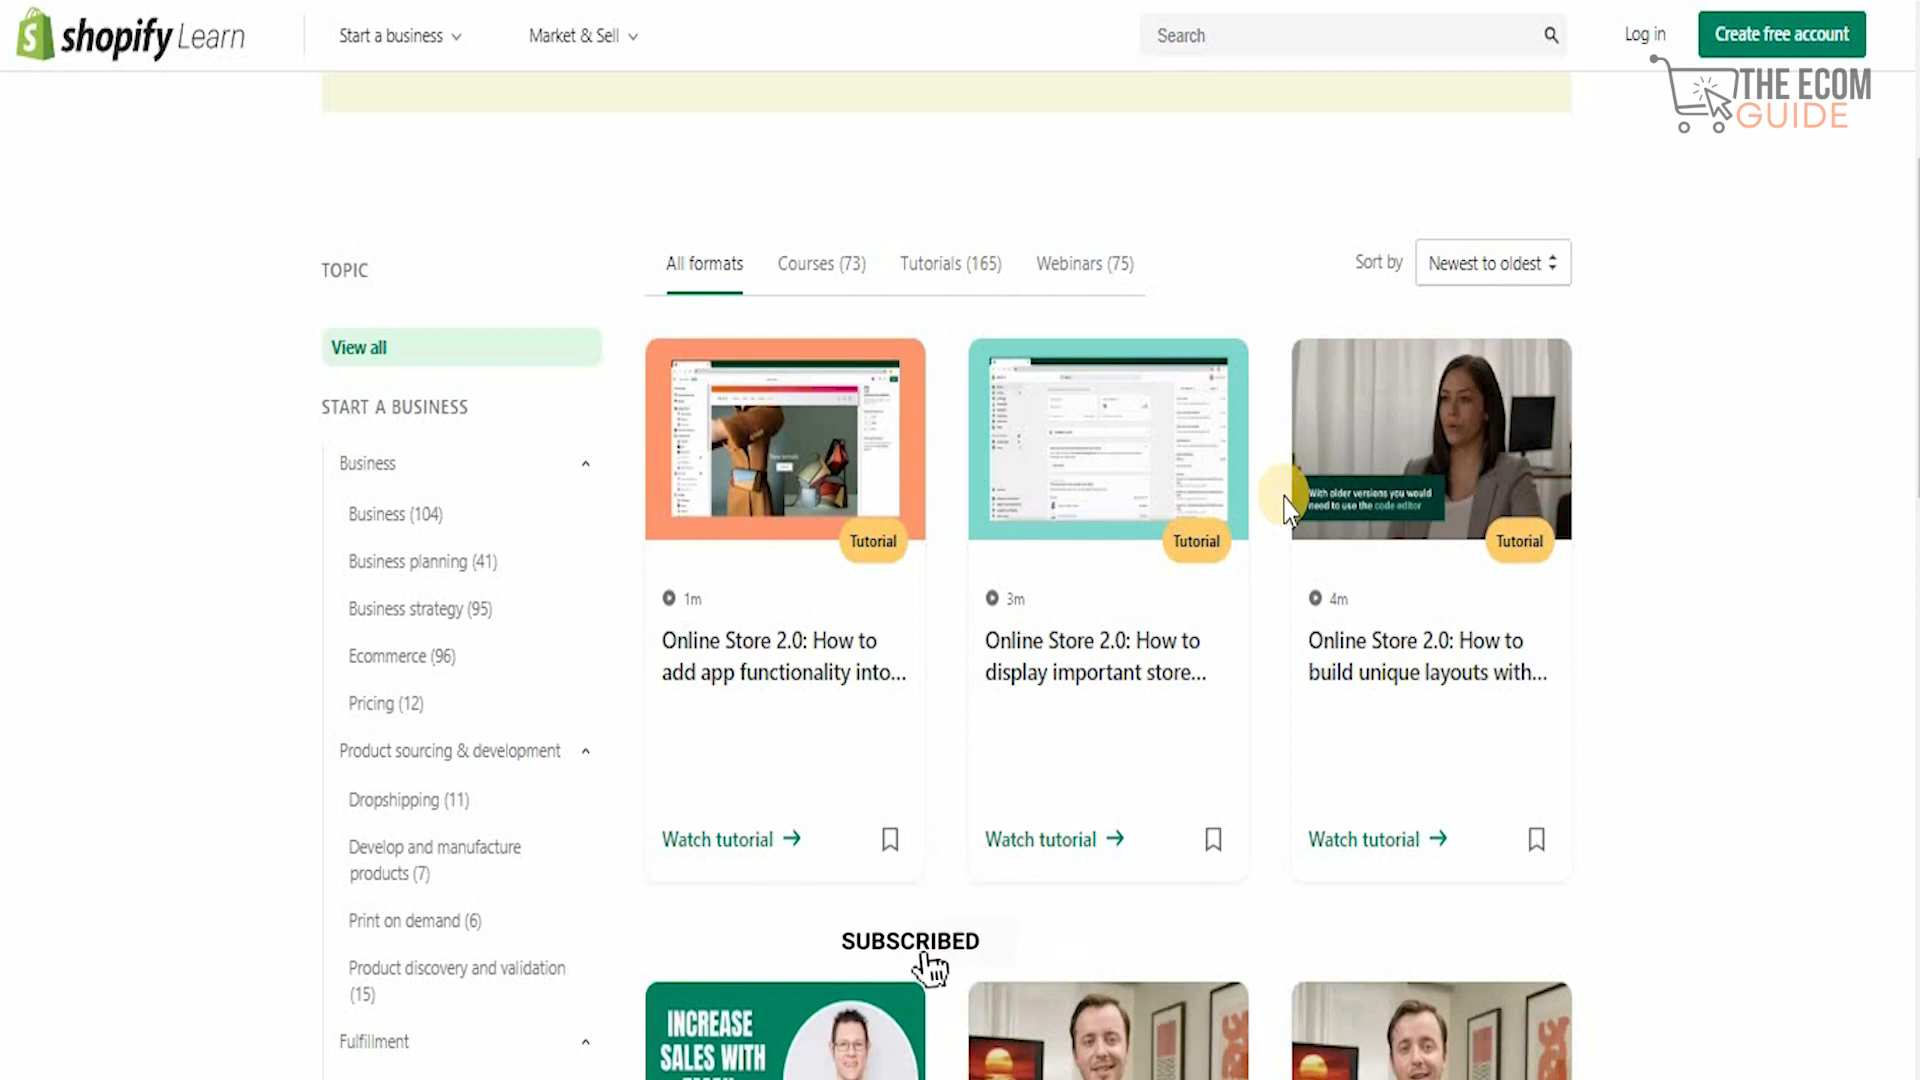 shopify Learn
Start a business
Market & Sell
Search
Log in
Create free account
THE ECOM
GUIDE
TOPIC
All formats
Courses (73)
Tutorials (165)
Webinars (75)
Sort by
Newest to oldest
View all
START A BUSINESS
Business
Business (104)
Business planning (41)
Business strategy (95)
Ecommerce (96)
Pricing (12)
Product sourcing & development
Dropshipping (11)
Develop and manufacture
products (7)
Print on demand (6)
Product discovery and validation
(15)
Fulfillment
Tutorial
1m
Online Store 2.0: How to
add app functionality into...
Watch tutorial
Tutorial
3m
Online Store 2.0: How to
display important store...
Watch tutorial
With older versions you would
need to use the code editor
Tutorial
4m
Online Store 2.0: How to
build unique layouts with...
Watch tutorial
SUBSCRIBED
INCREASE
SALES WITH